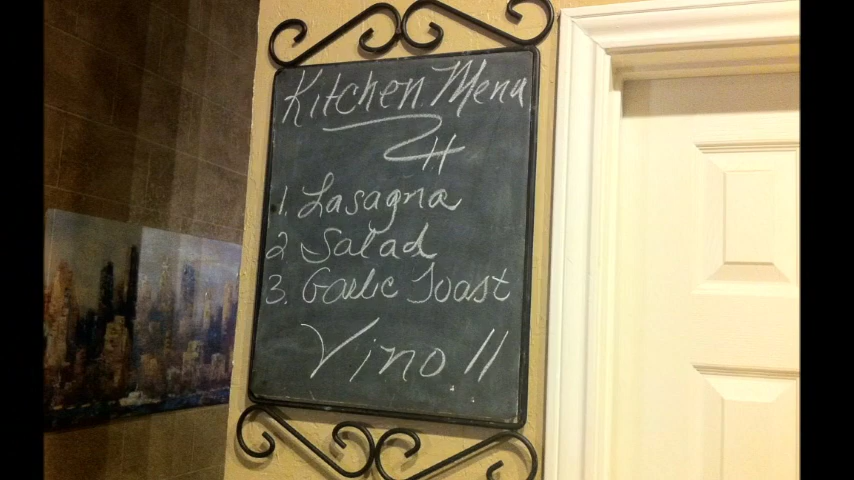 Kitchen Menu
1. Lasagna
2 Salad
3. Garlic Toast
Vino!!